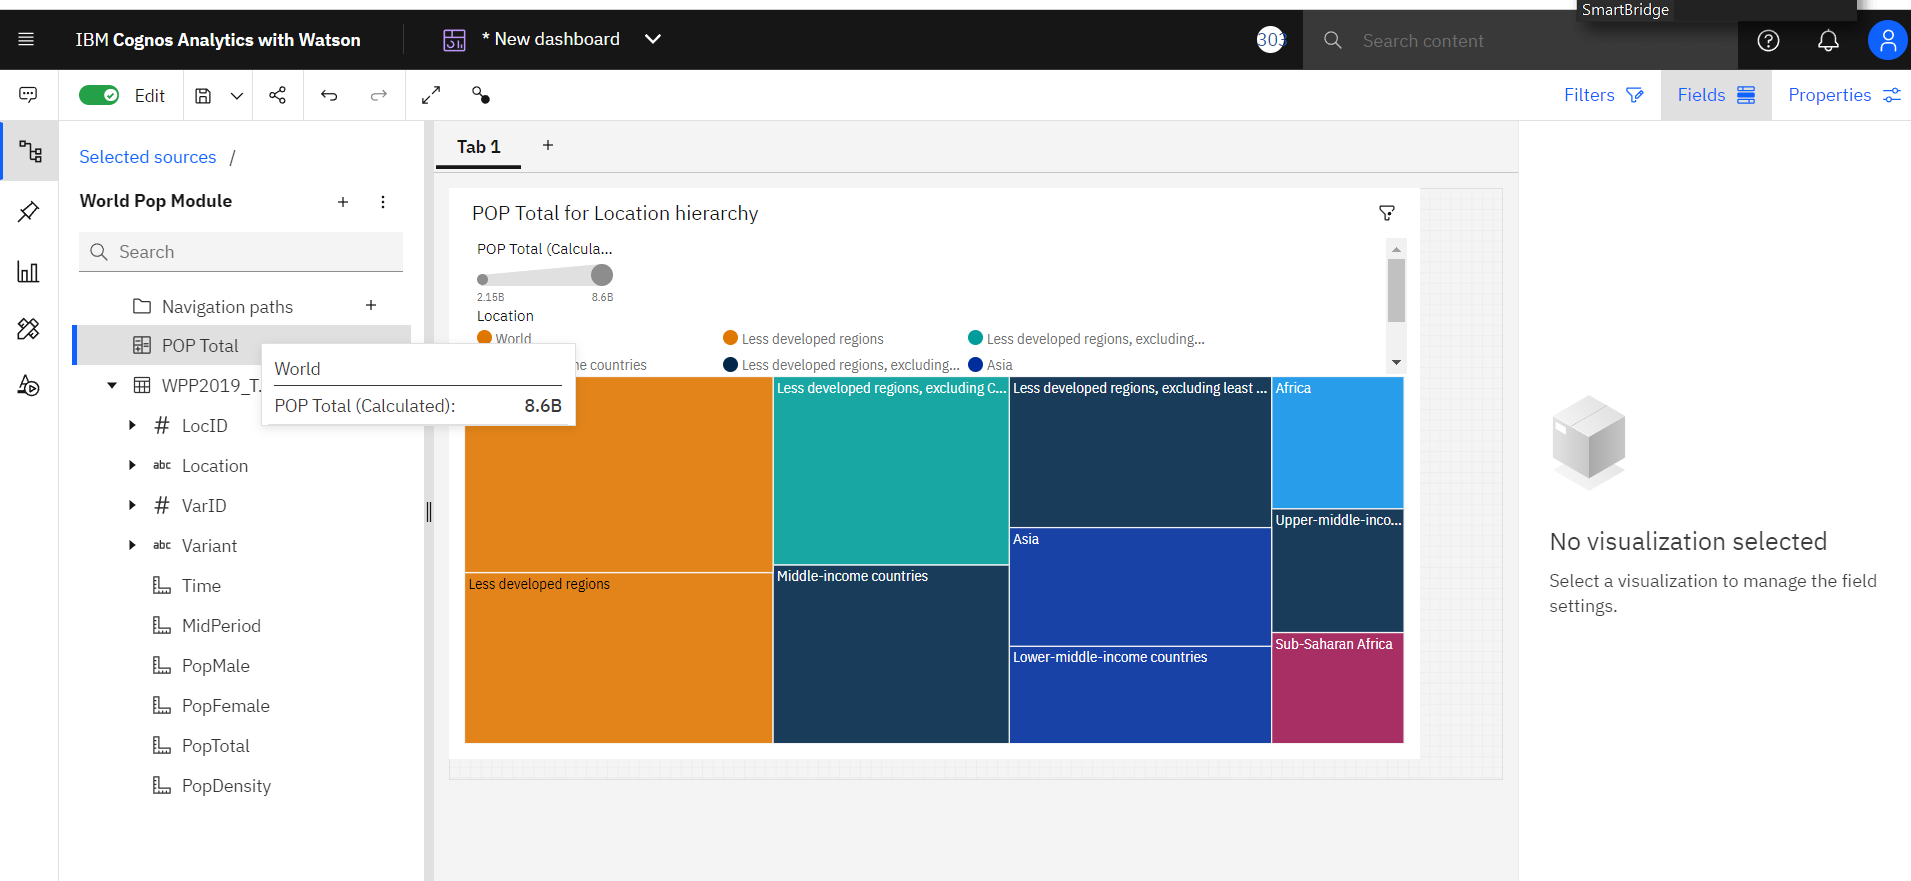 SmartBridge
IBM Cognos Analytics with Watson
* New dashboard
303
Search content
Edit
Filters
Fields
Properties
Selected sources /
World Pop Module
Search
Navigation paths
POP Total
WPP2019_T.
# LocID
abc Location
# VarID
abc Variant
Time
MidPeriod
PopMale
PopFemale
PopTotal
PopDensity
Tab 1
POP Total for Location hierarchy
POP Total (Calcula...
2.15B 8.6B
Location
World
Less developed regions
Less developed regions, excluding...
ne countries
Less developed regions, excluding...
Asia
World
POP Total (Calculated): 8.6B
Less developed regions
Less developed regions, excluding C...
Middle-income countries
Less developed regions, excluding least ...
Asia
Lower-middle-income countries
Africa
Upper-middle-inco...
Sub-Saharan Africa
No visualization selected
Select a visualization to manage the field
settings.